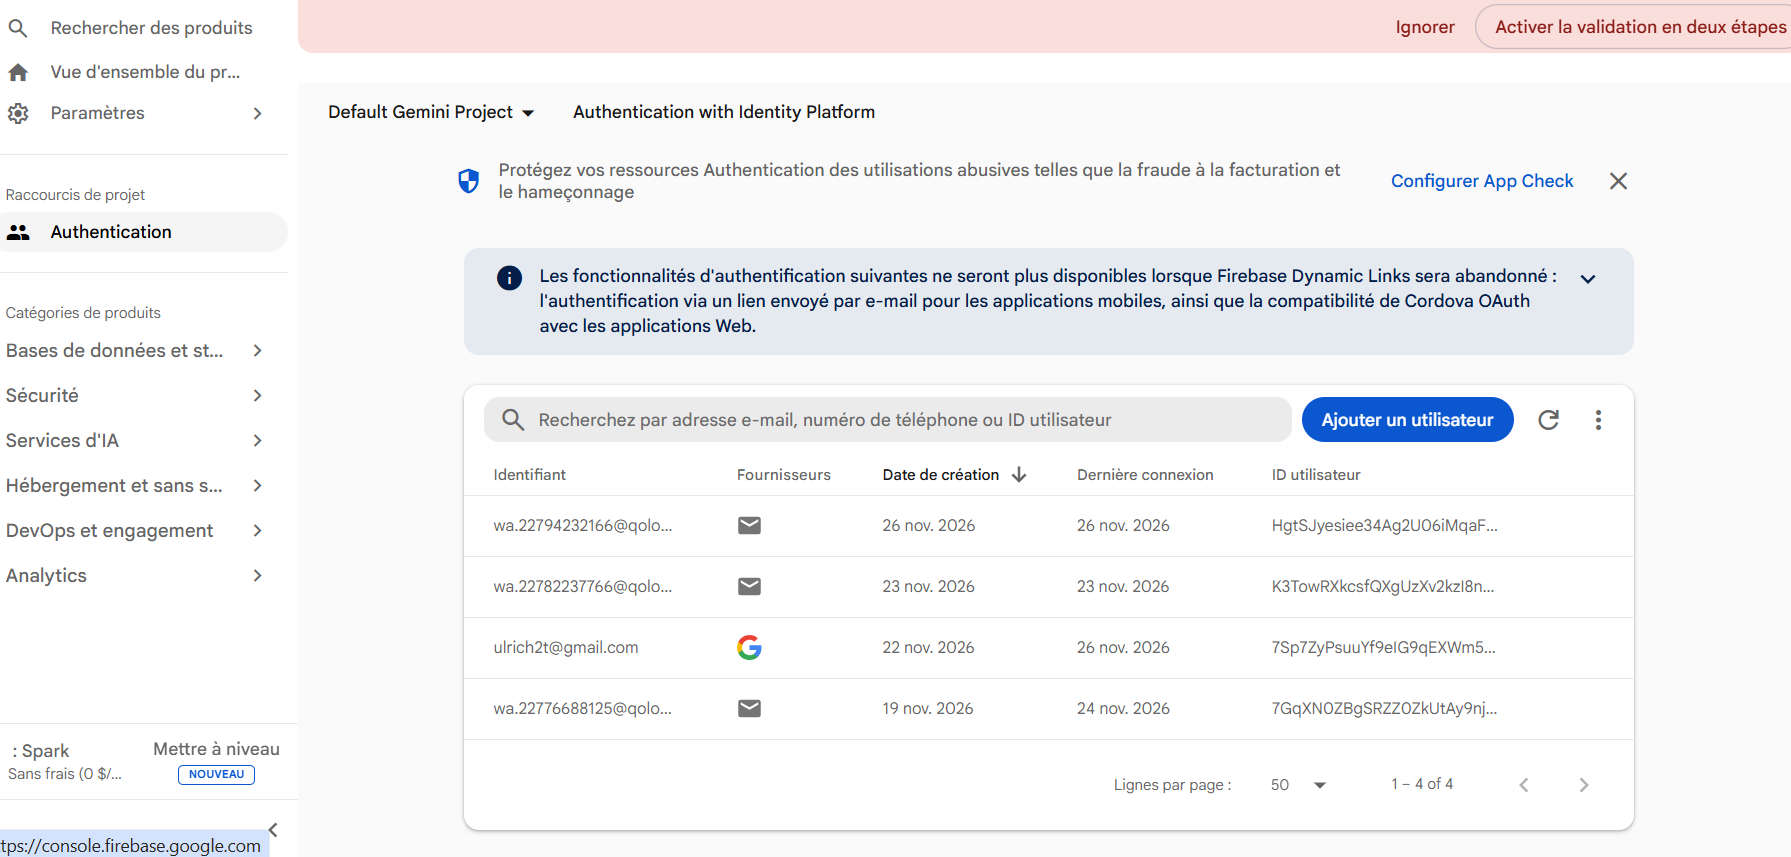 Rechercher des produits
Vue d'ensemble du pr...
Paramètres
Raccourcis de projet
Authentication
Catégories de produits
Bases de données et st...
Sécurité
Services d'IA
Hébergement et sans s...
DevOps et engagement
Analytics
: Spark
Sans frais (0 $/...
Mettre à niveau
NOUVEAU
tps://console.firebase.google.com
Ignorer
Activer la validation en deux étapes
Default Gemini Project
Authentication with Identity Platform
Protégez vos ressources Authentication des utilisations abusives telles que la fraude à la facturation et
le hameçonnage
Configurer App Check
Les fonctionnalités d'authentification suivantes ne seront plus disponibles lorsque Firebase Dynamic Links sera abandonné :
l'authentification via un lien envoyé par e-mail pour les applications mobiles, ainsi que la compatibilité de Cordova OAuth
avec les applications Web.
Recherchez par adresse e-mail, numéro de téléphone ou ID utilisateur
Ajouter un utilisateur
Identifiant Fournisseurs Date de création Dernière connexion ID utilisateur
wa.22794232166@qolo... 26 nov. 2026 26 nov. 2026 HgtSJyesiee34Ag2U06iMqaF...
wa.22782237766@qolo... 23 nov. 2026 23 nov. 2026 K3TowRXkcsfQXgUzXv2kzI8n...
ulrich2t@gmail.com 22 nov. 2026 26 nov. 2026 7Sp7ZyPsuuYf9eIG9qEXWm5...
wa.22776688125@qolo... 19 nov. 2026 24 nov. 2026 7GqXN0ZBgSRZZ0ZkUtAy9nj...
Lignes par page : 50 1 – 4 of 4